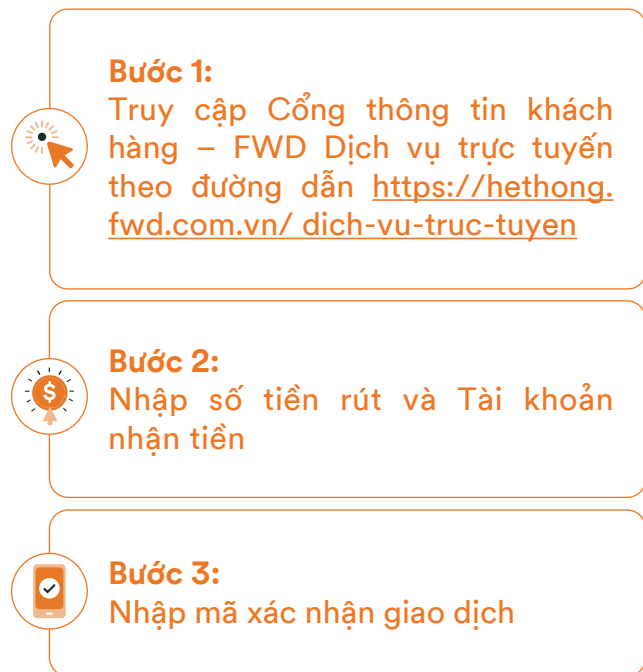 Bước 1:
Truy cập Cổng thông tin khách
hàng – FWD Dịch vụ trực tuyến
theo đường dẫn https://hethong.
fwd.com.vn/ dich-vu-truc-tuyen
Bước 2:
Nhập số tiền rút và Tài khoản
nhận tiền
Bước 3:
Nhập mã xác nhận giao dịch